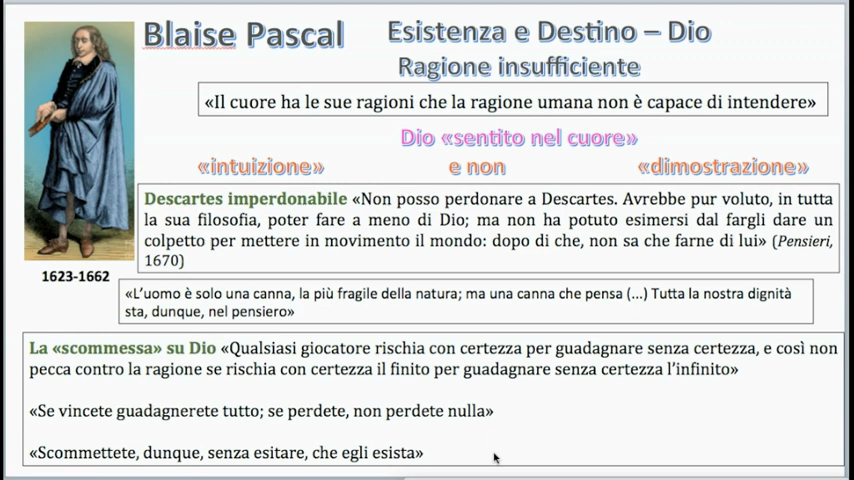 Blaise Pascal
Esistenza e Destino – Dio
Ragione insufficiente
«Il cuore ha le sue ragioni che la ragione umana non è capace di intendere»
Dio «sentito nel cuore»
«intuizione» e non «dimostrazione»
Descartes imperdonabile «Non posso perdonare a Descartes. Avrebbe pur voluto, in tutta
la sua filosofia, poter fare a meno di Dio; ma non ha potuto esimersi dal fargli dare un
colpetto per mettere in movimento il mondo: dopo di che, non sa che farne di lui» (Pensieri,
1670)
1623-1662
«L’uomo è solo una canna, la più fragile della natura; ma una canna che pensa (...) Tutta la nostra dignità
sta, dunque, nel pensiero»
La «scommessa» su Dio «Qualsiasi giocatore rischia con certezza per guadagnare senza certezza, e così non
pecca contro la ragione se rischia con certezza il finito per guadagnare senza certezza l’infinito»
«Se vincete guadagnerete tutto; se perdete, non perdete nulla»
«Scommettete, dunque, senza esitare, che egli esista»